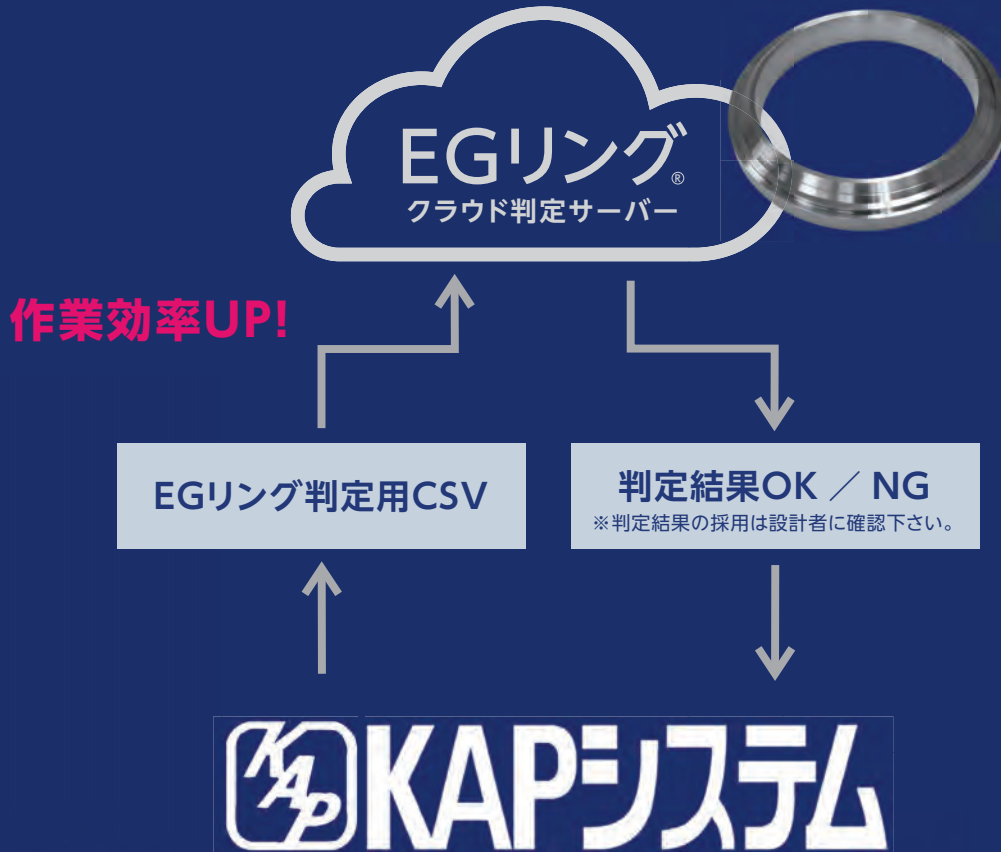 EGリング®
クラウド判定サーバー
作業効率UP!
EGリング判定用CSV
判定結果OK ／ NG
※判定結果の採用は設計者に確認下さい。
KAP KAPシステム